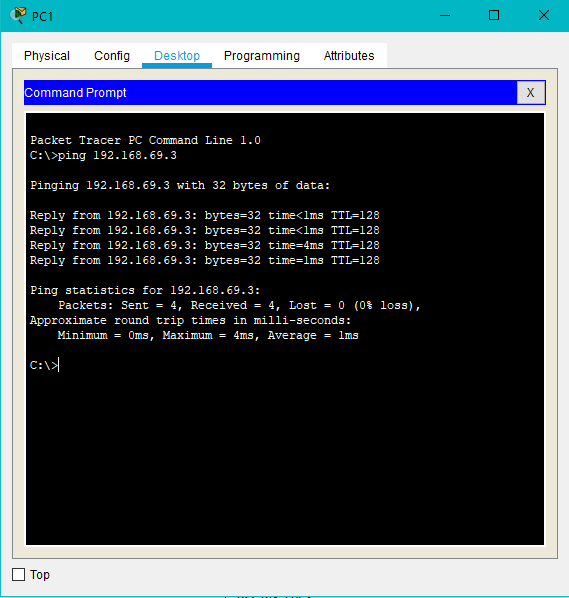 PC1
Physical Config Desktop Programming Attributes
Command Prompt X
Packet Tracer PC Command Line 1.0
C:\>ping 192.168.69.3
Pinging 192.168.69.3 with 32 bytes of data:
Reply from 192.168.69.3: bytes=32 time<1ms TTL=128
Reply from 192.168.69.3: bytes=32 time<1ms TTL=128
Reply from 192.168.69.3: bytes=32 time=4ms TTL=128
Reply from 192.168.69.3: bytes=32 time=1ms TTL=128
Ping statistics for 192.168.69.3:
Packets: Sent = 4, Received = 4, Lost = 0 (0% loss),
Approximate round trip times in milli-seconds:
Minimum = 0ms, Maximum = 4ms, Average = 1ms
C:\>
Top